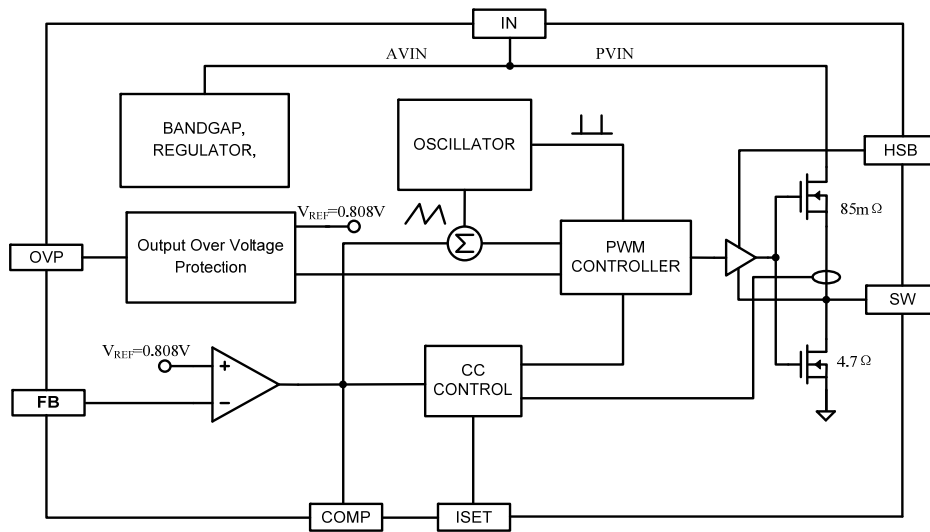 IN
AVIN
PVIN
BANDGAP,
REGULATOR,
OSCILLATOR
HSB
VREF=0.808V
85mΩ
OVP
Output Over Voltage
Protection
Σ
PWM
CONTROLLER
SW
VREF=0.808V
+
−
CC
CONTROL
4.7Ω
FB
COMP
ISET